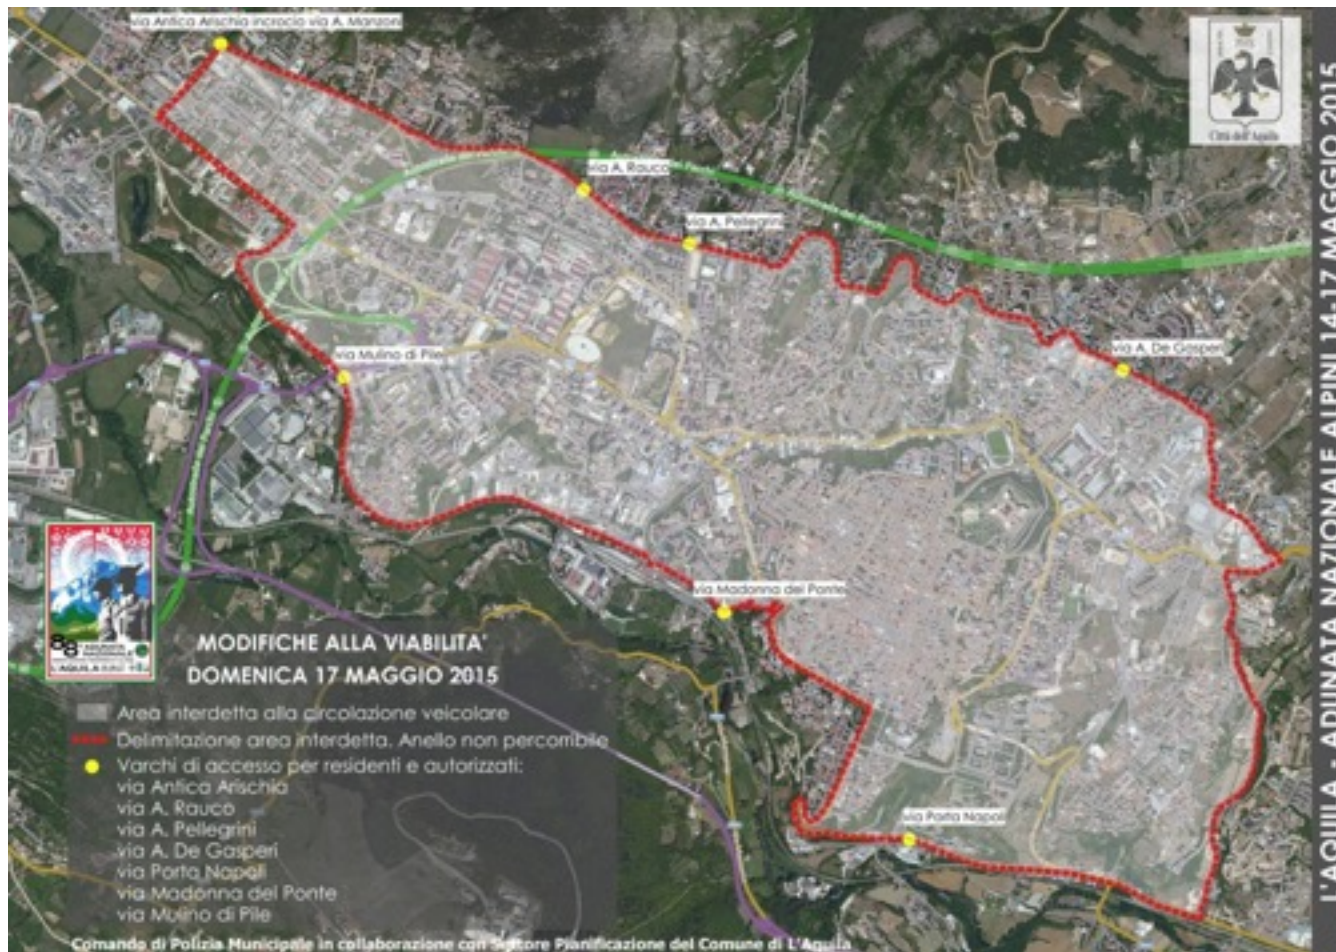 via Antica Arischia incrocio via A. Manzoni
Città dell'Aquila
via A. Rauco
via A. Pellegrini
via A. De Gasperi
via Mulino di Pile
via Madonna del Ponte
via Porta Napoli
L'AQUILA - ADUNATA NAZIONALE ALPINI 14-17 MAGGIO 2015
88
L'AQUILA
MODIFICHE ALLA VIABILITA'
DOMENICA 17 MAGGIO 2015
Area interdetta alla circolazione veicolare
Delimitazione area interdetta. Anello non percorribile
Varchi di accesso per residenti e autorizzati:
via Antica Arischia
via A. Rauco
via A. Pellegrini
via A. De Gasperi
via Porta Napoli
via Madonna del Ponte
via Mulino di Pile
Comando di Polizia Municipale in collaborazione con Settore Pianificazione del Comune di L'Aquila